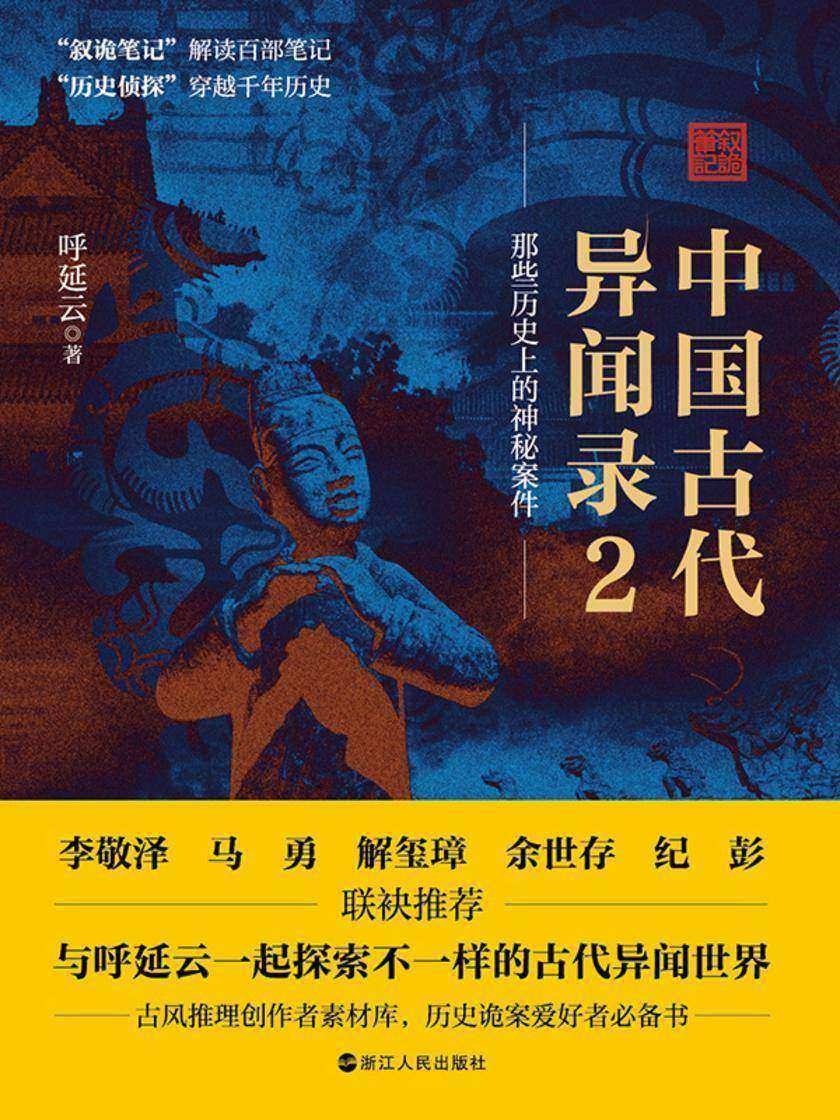 “叙诡笔记”解读百部笔记
“历史侦探”穿越千年历史
叙诡
筆記
中国古代
异闻录2
那些历史上的神秘案件
呼延云◎著
李敬泽 马勇 解玺璋 余世存 纪彭
联袂推荐
与呼延云一起探索不一样的古代异闻世界
古风推理创作者素材库，历史诡案爱好者必备书
浙江人民出版社